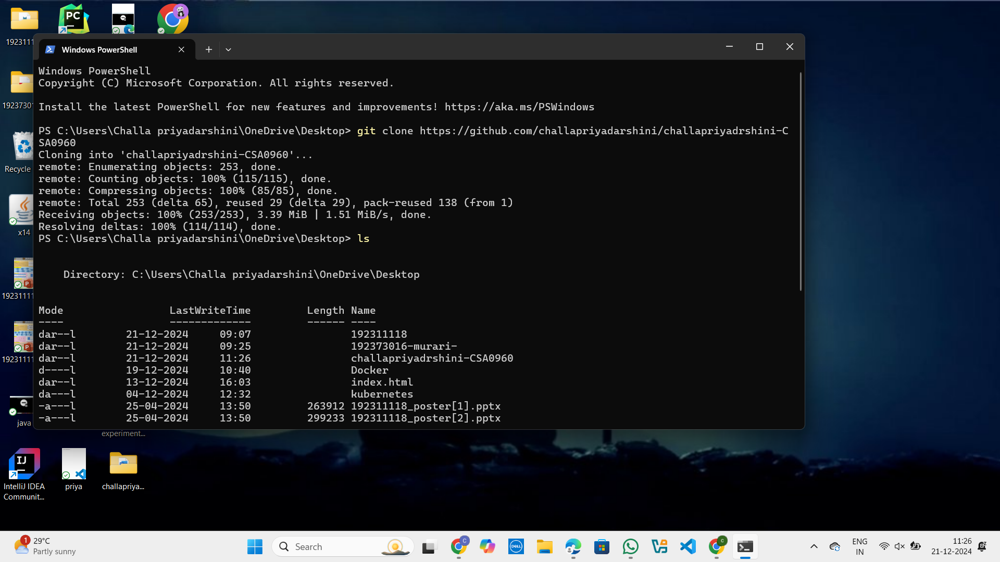 192311
PC
Windows PowerShell
Windows PowerShell
Copyright (C) Microsoft Corporation. All rights reserved.
Install the latest PowerShell for new features and improvements! https://aka.ms/PSWindows
PS C:\Users\Challa priyadarshini\OneDrive\Desktop> git clone https://github.com/challapriyadarshini/challapriyadrshini-C
SA0960
Cloning into 'challapriyadrshini-CSA0960'...
remote: Enumerating objects: 253, done.
remote: Counting objects: 100% (115/115), done.
remote: Compressing objects: 100% (85/85), done.
remote: Total 253 (delta 65), reused 29 (delta 29), pack-reused 138 (from 1)
Receiving objects: 100% (253/253), 3.39 MiB | 1.51 MiB/s, done.
Resolving deltas: 100% (114/114), done.
PS C:\Users\Challa priyadarshini\OneDrive\Desktop> ls
Directory: C:\Users\Challa priyadarshini\OneDrive\Desktop
Mode LastWriteTime Length Name
---- ------------- ------ ----
dar--l 21-12-2024 09:07 192311118
dar--l 21-12-2024 09:25 192373016-murari-
dar--l 21-12-2024 11:26 challapriyadrshini-CSA0960
d----l 19-12-2024 10:40 Docker
dar--l 13-12-2024 16:03 index.html
da---l 04-12-2024 12:32 kubernetes
-a---l 25-04-2024 13:50 263912 192311118_poster[1].pptx
-a---l 25-04-2024 13:50 299233 192311118_poster[2].pptx
Recycle
x14
java
experiment...
IJ
IntelliJ IDEA
Communit...
priya
challapriya...
1
29°C
Partly sunny
Search
C
DELL
C
ENG
IN
11:26
21-12-2024